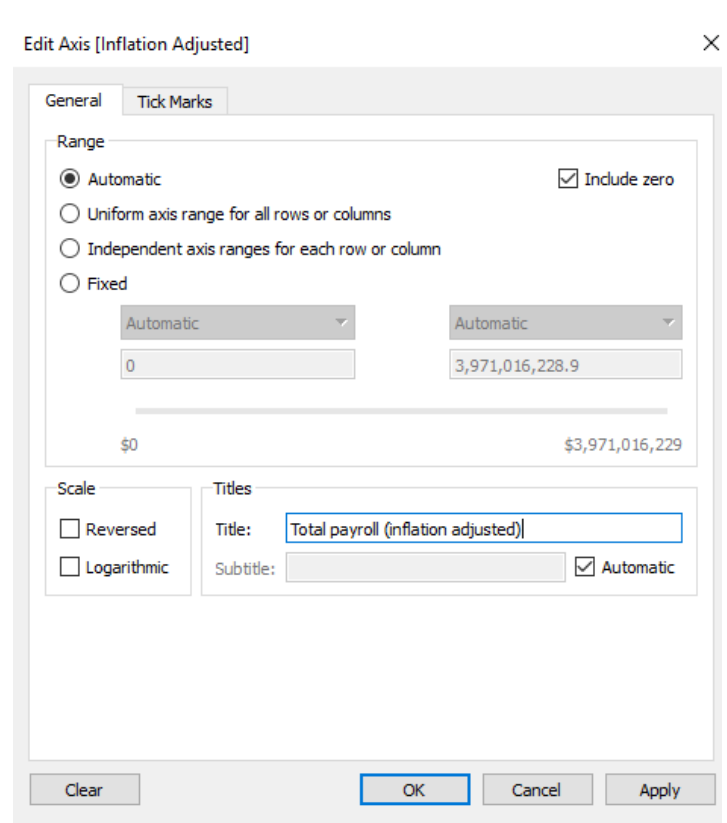 Edit Axis [Inflation Adjusted]
General Tick Marks
Range
Automatic Include zero
Uniform axis range for all rows or columns
Independent axis ranges for each row or column
Fixed
Automatic Automatic
0 3,971,016,228.9
$0 $3,971,016,229
Scale Titles
Reversed Title: Total payroll (inflation adjusted)
Logarithmic Subtitle: Automatic
Clear OK Cancel Apply